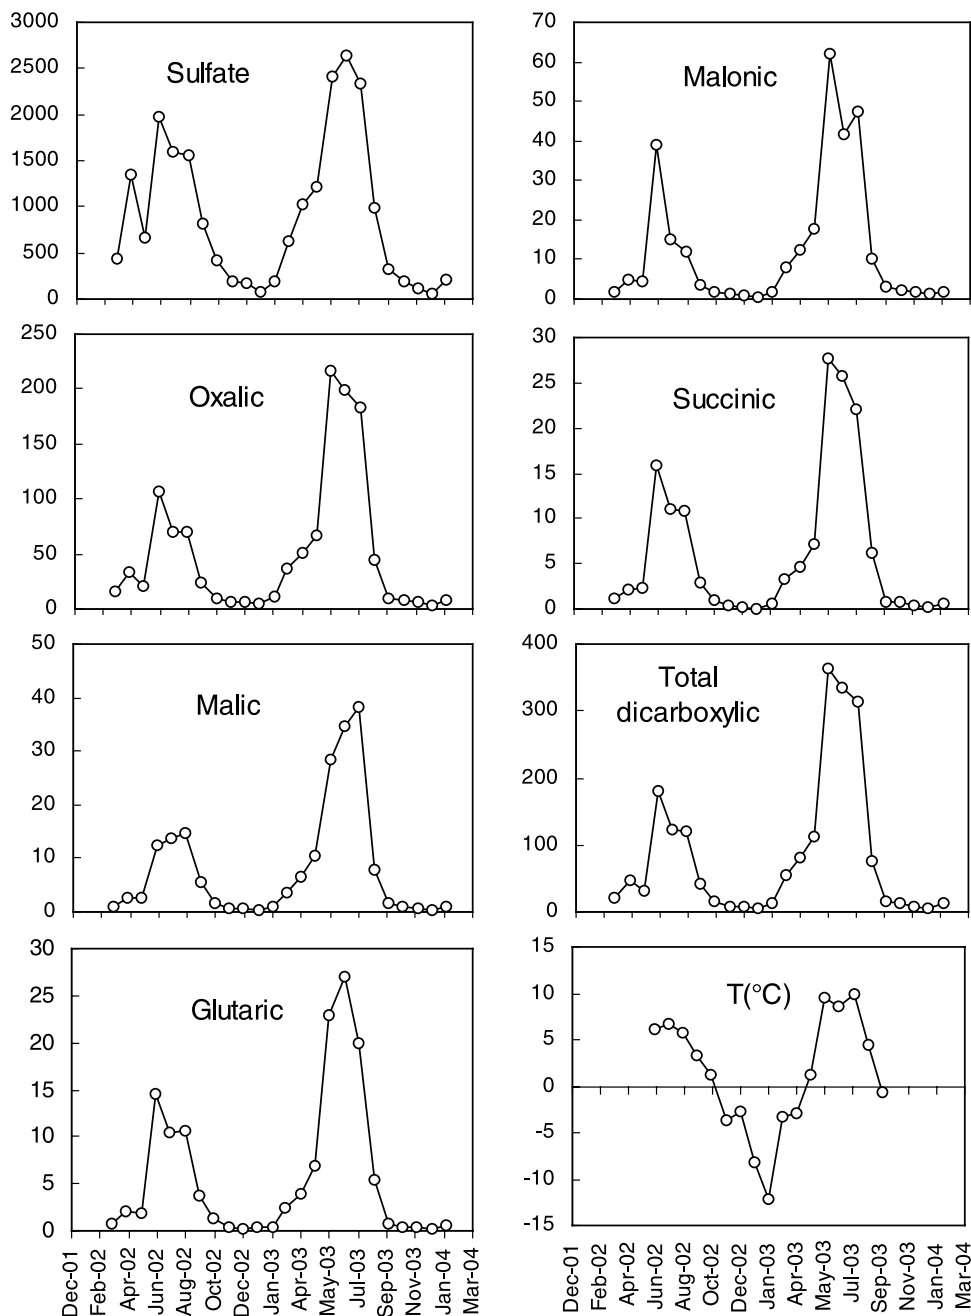 3000
2500
2000
1500
1000
500
0
Sulfate
70
60
50
40
30
20
10
0
Malonic
250
200
150
100
50
0
Oxalic
30
25
20
15
10
5
0
Succinic
50
40
30
20
10
0
Malic
400
300
200
100
0
Total
dicarboxylic
30
25
20
15
10
5
0
Glutaric
15
10
5
0
-5
-10
-15
T(°C)
Dec-01
Feb-02
Apr-02
Jun-02
Aug-02
Oct-02
Dec-02
Jan-03
Mar-03
May-03
Jul-03
Sep-03
Nov-03
Jan-04
Mar-04
Dec-01
Feb-02
Apr-02
Jun-02
Aug-02
Oct-02
Dec-02
Jan-03
Mar-03
May-03
Jul-03
Sep-03
Nov-03
Jan-04
Mar-04